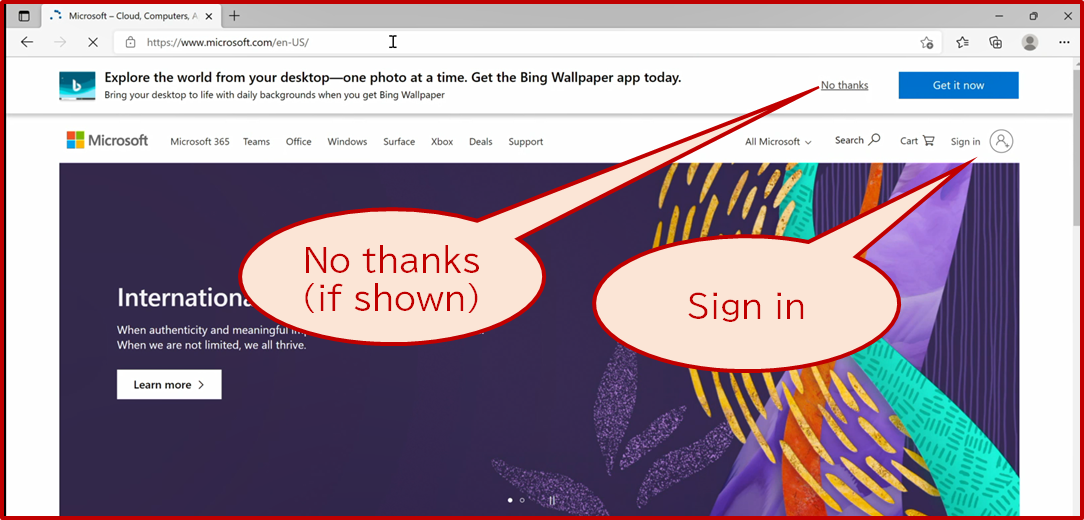 Microsoft – Cloud, Computers, A
https://www.microsoft.com/en-US/
Explore the world from your desktop—one photo at a time. Get the Bing Wallpaper app today.
Bring your desktop to life with daily backgrounds when you get Bing Wallpaper
No thanks
Get it now
Microsoft
Microsoft 365
Teams
Office
Windows
Surface
Xbox
Deals
Support
All Microsoft
Search
Cart
Sign in
No thanks
(if shown)
Sign in
Internationa
When authenticity and meaningful
When we are not limited, we all thrive.
Learn more